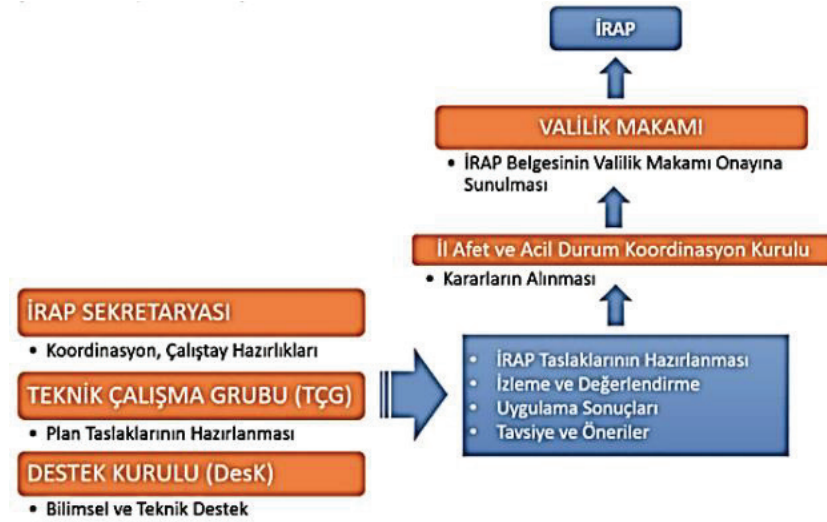 İRAP
VALİLİK MAKAMI
• İRAP Belgesinin Valilik Makamı Onayına
Sunulması
İl Afet ve Acil Durum Koordinasyon Kurulu
• Kararların Alınması
İRAP SEKRETARYASI
• Koordinasyon, Çalıştay Hazırlıkları
TEKNİK ÇALIŞMA GRUBU (TÇG)
• Plan Taslaklarının Hazırlanması
DESTEK KURULU (DesK)
• Bilimsel ve Teknik Destek
• İRAP Taslaklarının Hazırlanması
• İzleme ve Değerlendirme
• Uygulama Sonuçları
• Tavsiye ve Öneriler